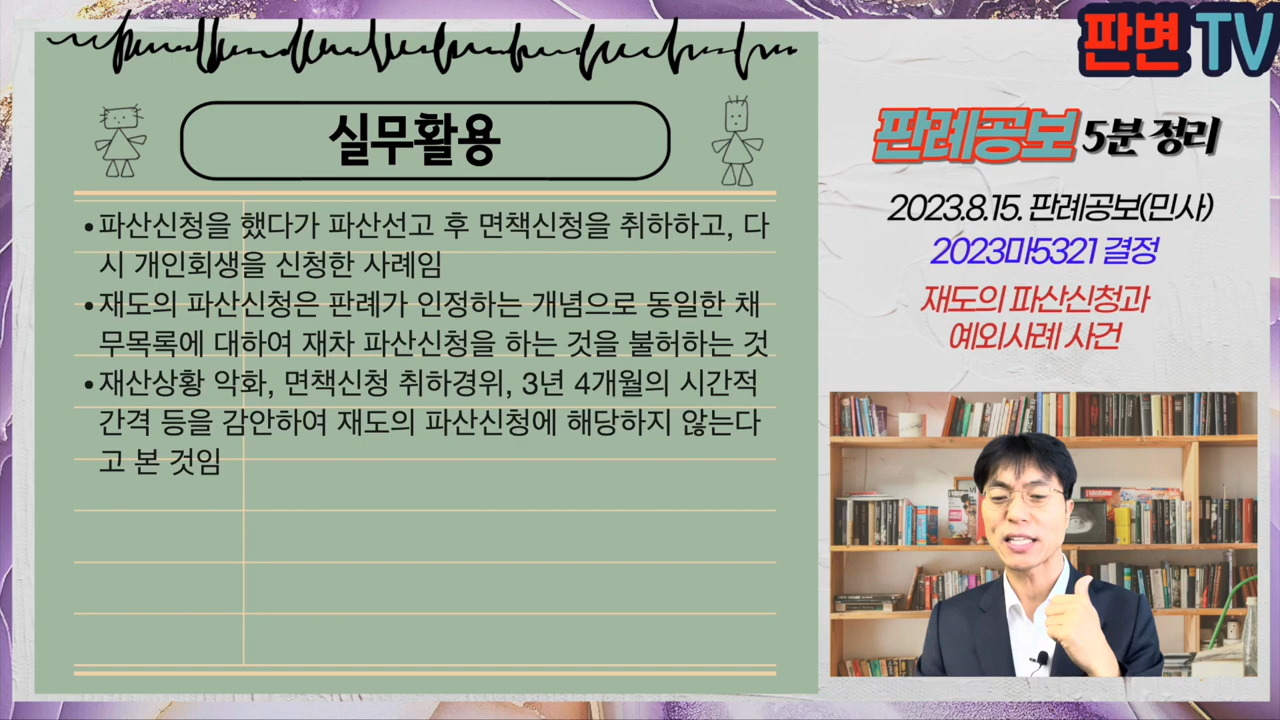 판변 TV
실무활용
• 파산신청을 했다가 파산선고 후 면책신청을 취하하고, 다
시 개인회생을 신청한 사례임
• 재도의 파산신청은 판례가 인정하는 개념으로 동일한 채
무목록에 대하여 재차 파산신청을 하는 것을 불허하는 것
• 재산상황 악화, 면책신청 취하경위, 3년 4개월의 시간적
간격 등을 감안하여 재도의 파산신청에 해당하지 않는다
고 본 것임
판례공보 5분 정리
2023.8.15. 판례공보(민사)
2023마5321 결정
재도의 파산신청과
예외사례 사건